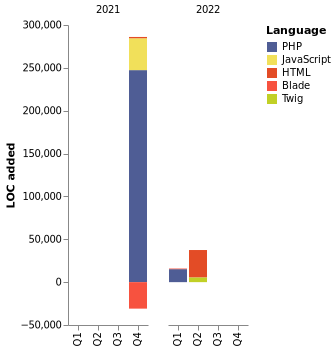 2021
2022
Language
PHP
JavaScript
HTML
Blade
Twig
LOC added
300,000
250,000
200,000
150,000
100,000
50,000
0
−50,000
Q1
Q2
Q3
Q4
Q1
Q2
Q3
Q4